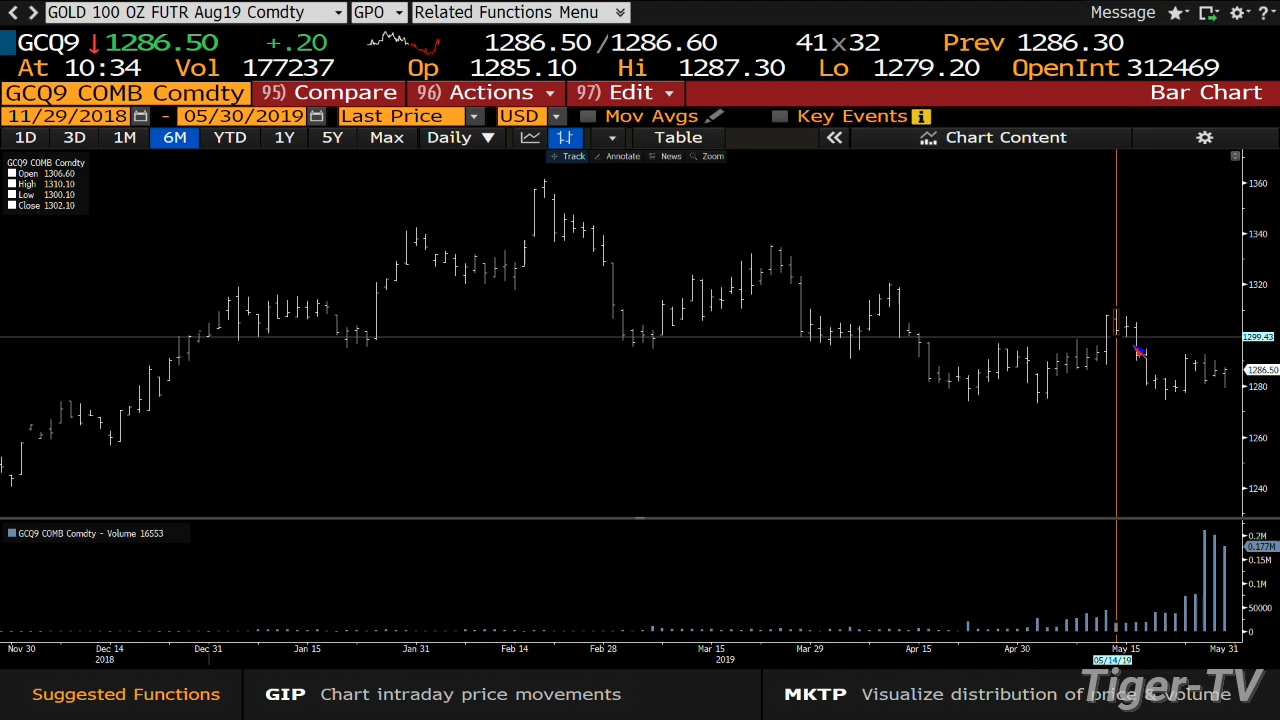 GOLD 100 OZ FUTR Aug19 Comdty GPO Related Functions Menu Message
GCQ9 1286.50 +.20 1286.50/1286.60 41x32 Prev 1286.30
At 10:34 Vol 177237 Op 1285.10 Hi 1287.30 Lo 1279.20 OpenInt 312469
GCQ9 COMB Comdty 95) Compare 96) Actions 97) Edit Bar Chart
11/29/2018 - 05/30/2019 Last Price USD Mov Avgs Key Events
1D 3D 1M 6M YTD 1Y 5Y Max Daily Table Chart Content
Track Annotate News Zoom
GCQ9 COMB Comdty
Open 1306.60
High 1310.10
Low 1300.10
Close 1302.10
1360
1340
1320
1299.43
1286.50
1280
1260
1240
GCQ9 COMB Comdty - Volume 16553
0.2M
0.177M
0.15M
0.1M
50000
0
Nov 30 Dec 14 Dec 31 Jan 15 Jan 31 Feb 14 Feb 28 Mar 15 Mar 29 Apr 15 Apr 30 May 15 May 31
2018 2019 05/14/19
Suggested Functions GIP Chart intraday price movements MKTP Visualize distribution of price & volume
Tiger-TV